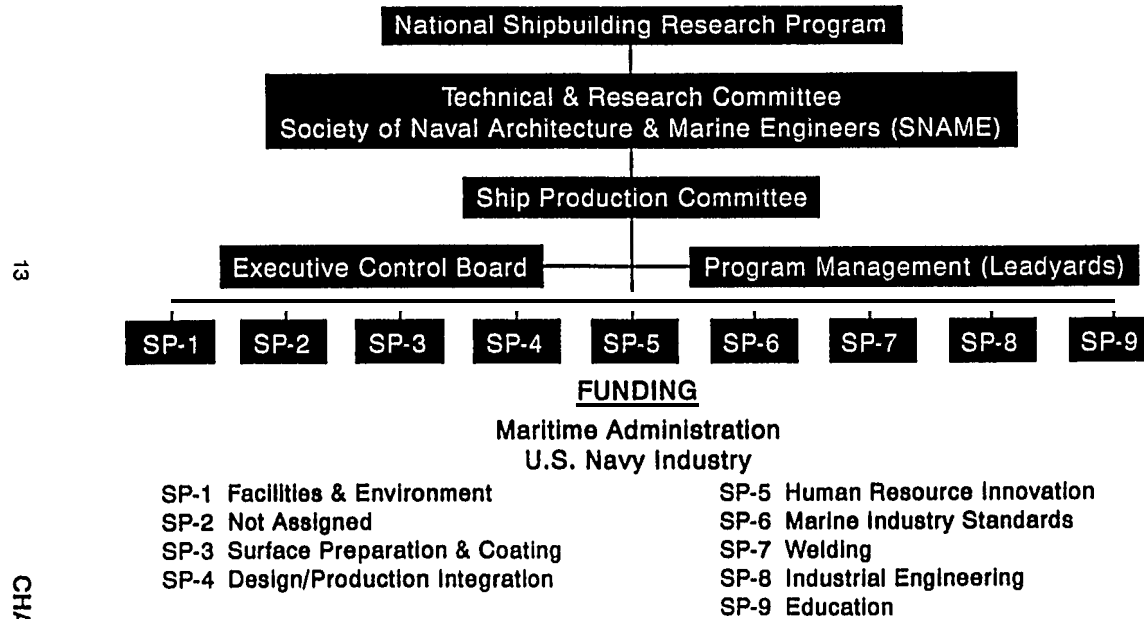 National Shipbuilding Research Program
Technical & Research Committee
Society of Naval Architecture & Marine Engineers (SNAME)
Ship Production Committee
Executive Control Board
Program Management (Leadyards)
13
SP-1 SP-2 SP-3 SP-4 SP-5 SP-6 SP-7 SP-8 SP-9
FUNDING
Maritime Administration
U.S. Navy Industry
SP-1 Facilities & Environment
SP-2 Not Assigned
SP-3 Surface Preparation & Coating
SP-4 Design/Production Integration
SP-5 Human Resource Innovation
SP-6 Marine Industry Standards
SP-7 Welding
SP-8 Industrial Engineering
SP-9 Education